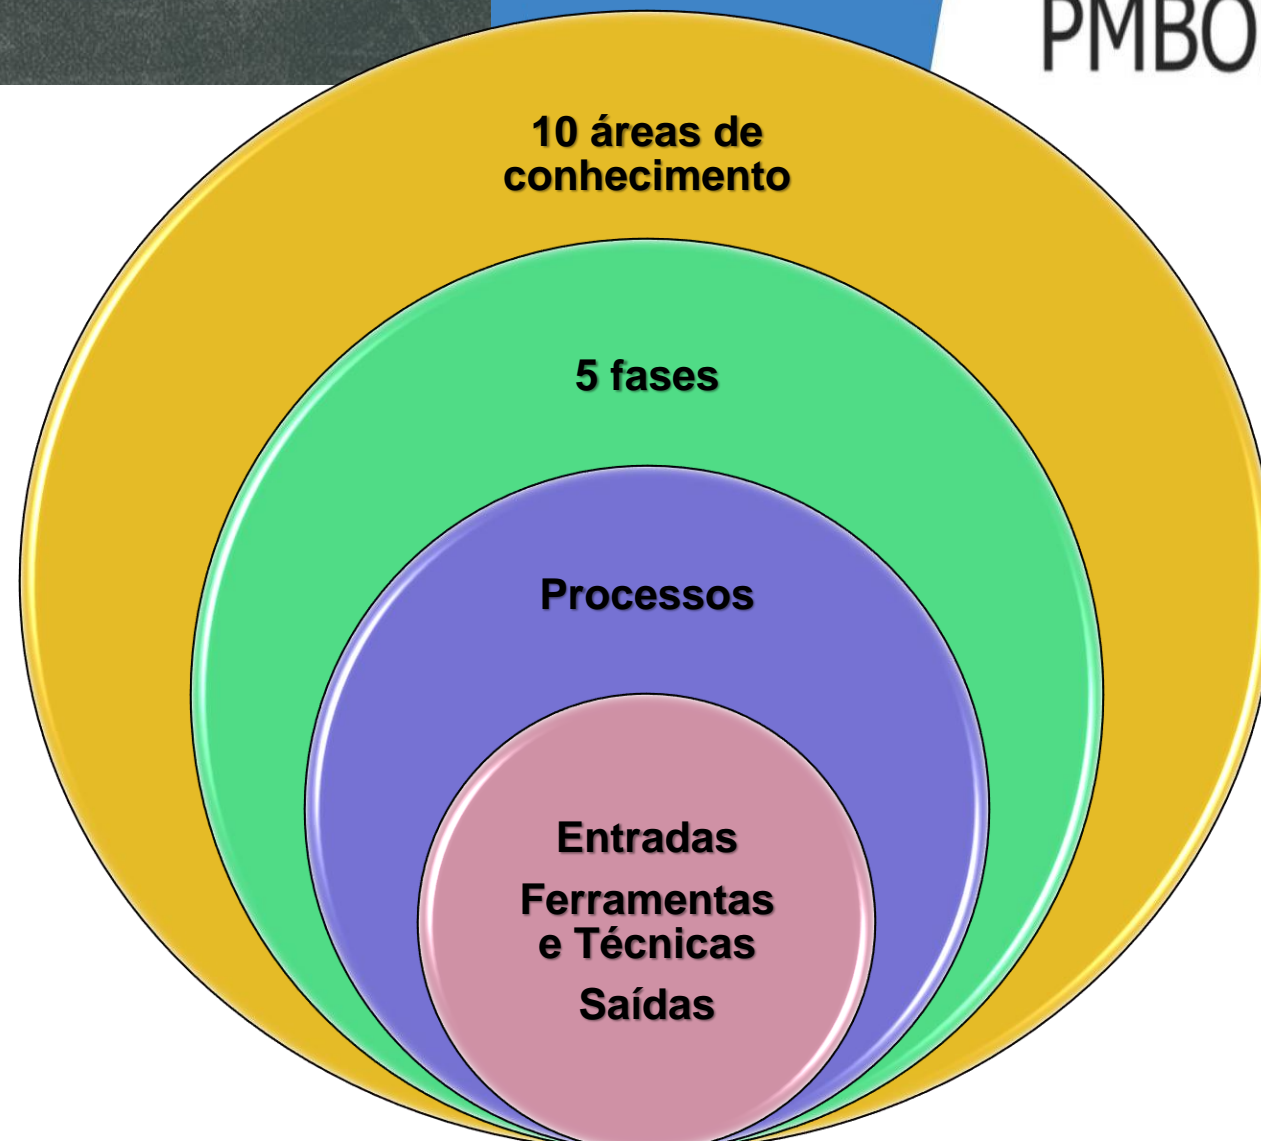 PMBO
10 áreas de
conhecimento
5 fases
Processos
Entradas
Ferramentas
e Técnicas
Saídas